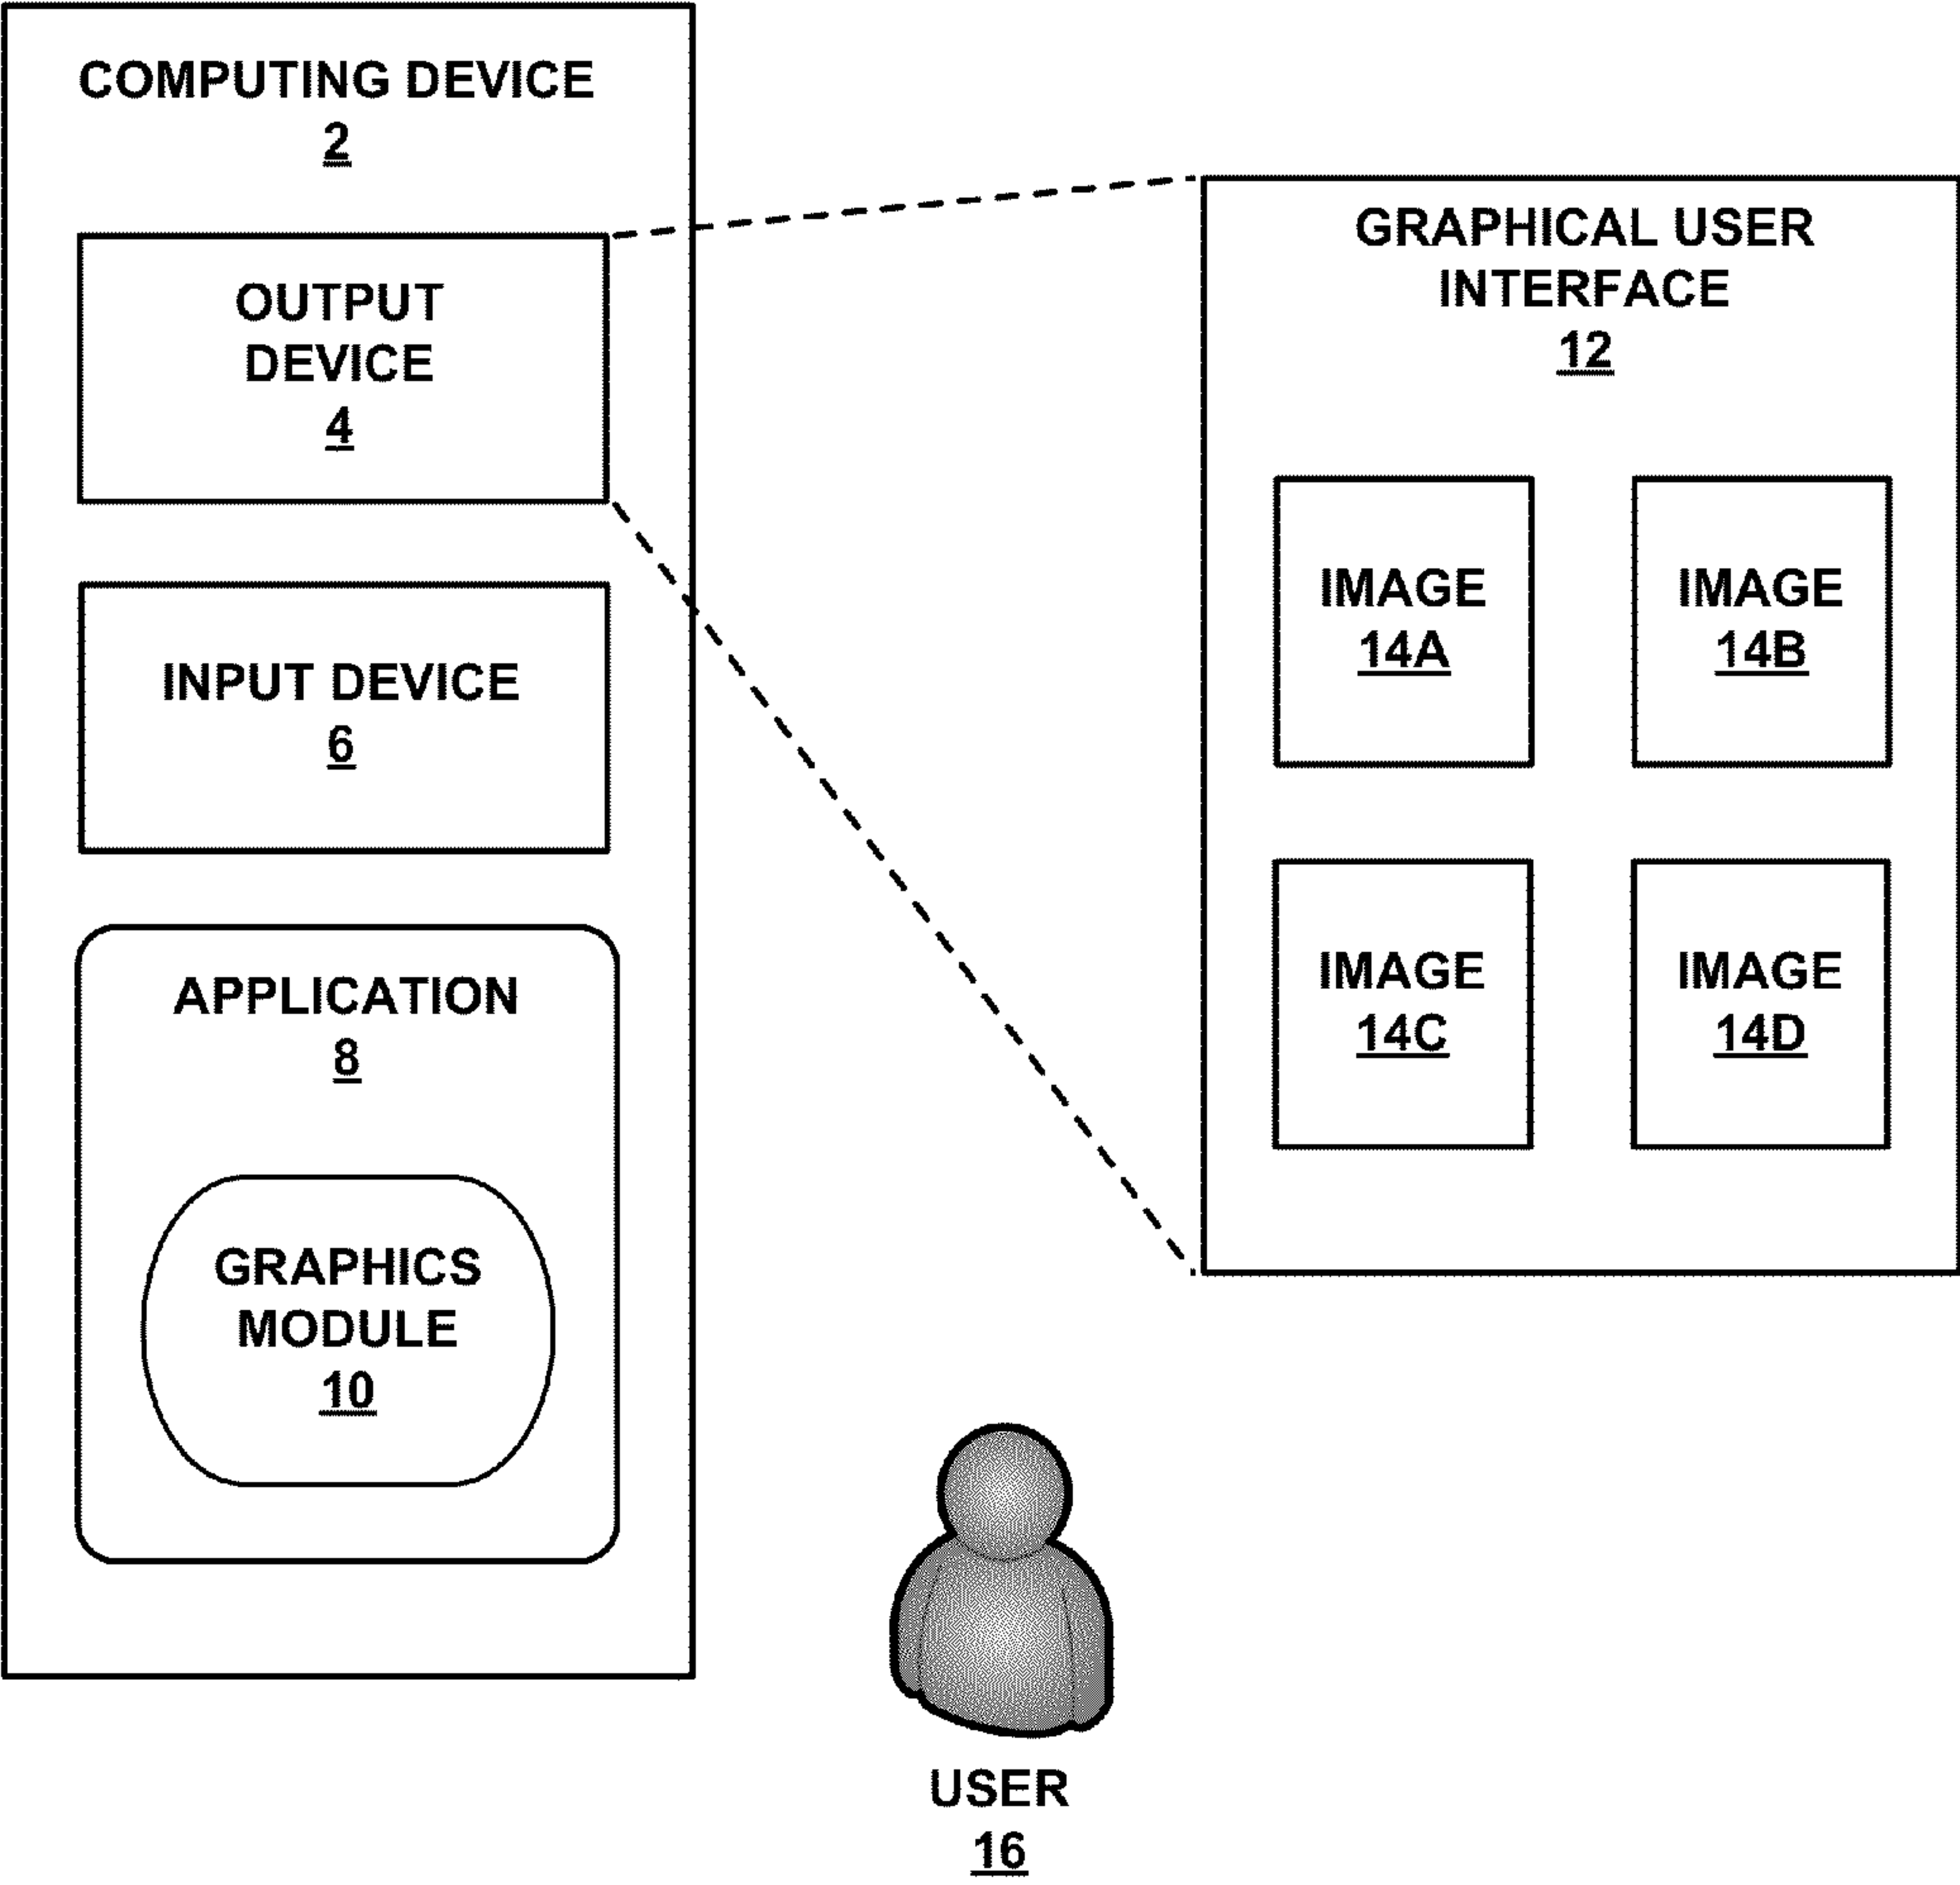 COMPUTING DEVICE
2
OUTPUT
DEVICE
4
INPUT DEVICE
6
APPLICATION
8
GRAPHICS
MODULE
10
GRAPHICAL USER
INTERFACE
12
IMAGE
14A
IMAGE
14B
IMAGE
14C
IMAGE
14D
USER
16